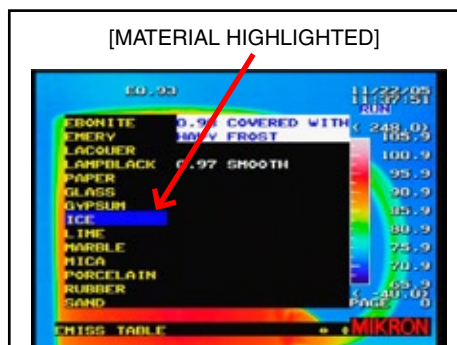 [MATERIAL HIGHLIGHTED]
E0.93
11/22/05
11:37:51
RUN
EBONITE 0.98 COVERED WITH
EMERY HAVY FROST
LACQUER
LAMPBLACK 0.97 SMOOTH
PAPER
GLASS
GYPSUM
ICE
LIME
MARBLE
MICA
PORCELAIN
RUBBER
SAND
< 248.0>
105.9
100.9
95.9
90.9
85.9
80.9
75.9
70.9
65.9
< -40.0>
PAGE 0
EMISS TABLE
MIKRON